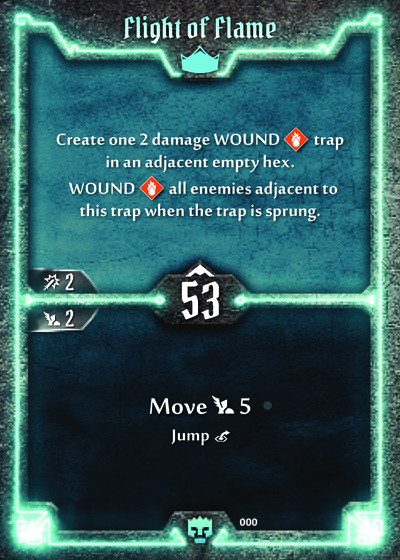 Flight of Flame
Create one 2 damage WOUND trap
in an adjacent empty hex.
WOUND all enemies adjacent to
this trap when the trap is sprung.
2
53
2
Move 5
Jump
000